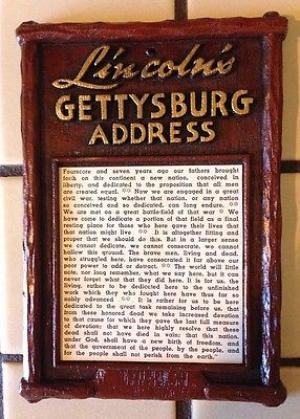 Lincoln's
GETTYSBURG
ADDRESS
Fourscore and seven years ago our fathers brought
forth on this continent a new nation, conceived in
liberty, and dedicated to the proposition that all men
are created equal. Now we are engaged in a great
civil war, testing whether that nation, or any nation
so conceived and so dedicated, can long endure.
We are met on a great battle-field of that war. We
have come to dedicate a portion of that field as a final
resting place for those who here gave their lives that
that nation might live. It is altogether fitting and
proper that we should do this. But in a larger sense
we cannot dedicate, we cannot consecrate, we cannot
hallow this ground. The brave men, living and dead,
who struggled here, have consecrated it far above our
poor power to add or detract. The world will little
note, nor long remember, what we say here, but it can
never forget what they did here. It is for us, the
living, rather to be dedicated here to the unfinished
work which they who fought here have thus far so
nobly advanced. It is rather for us to be here
dedicated to the great task remaining before us, that
from these honored dead we take increased devotion
to that cause for which they gave the last full measure
of devotion; that we here highly resolve that these
dead shall not have died in vain; that this nation,
under God, shall have a new birth of freedom, and
that the government of the people, by the people, and
for the people shall not perish from the earth."